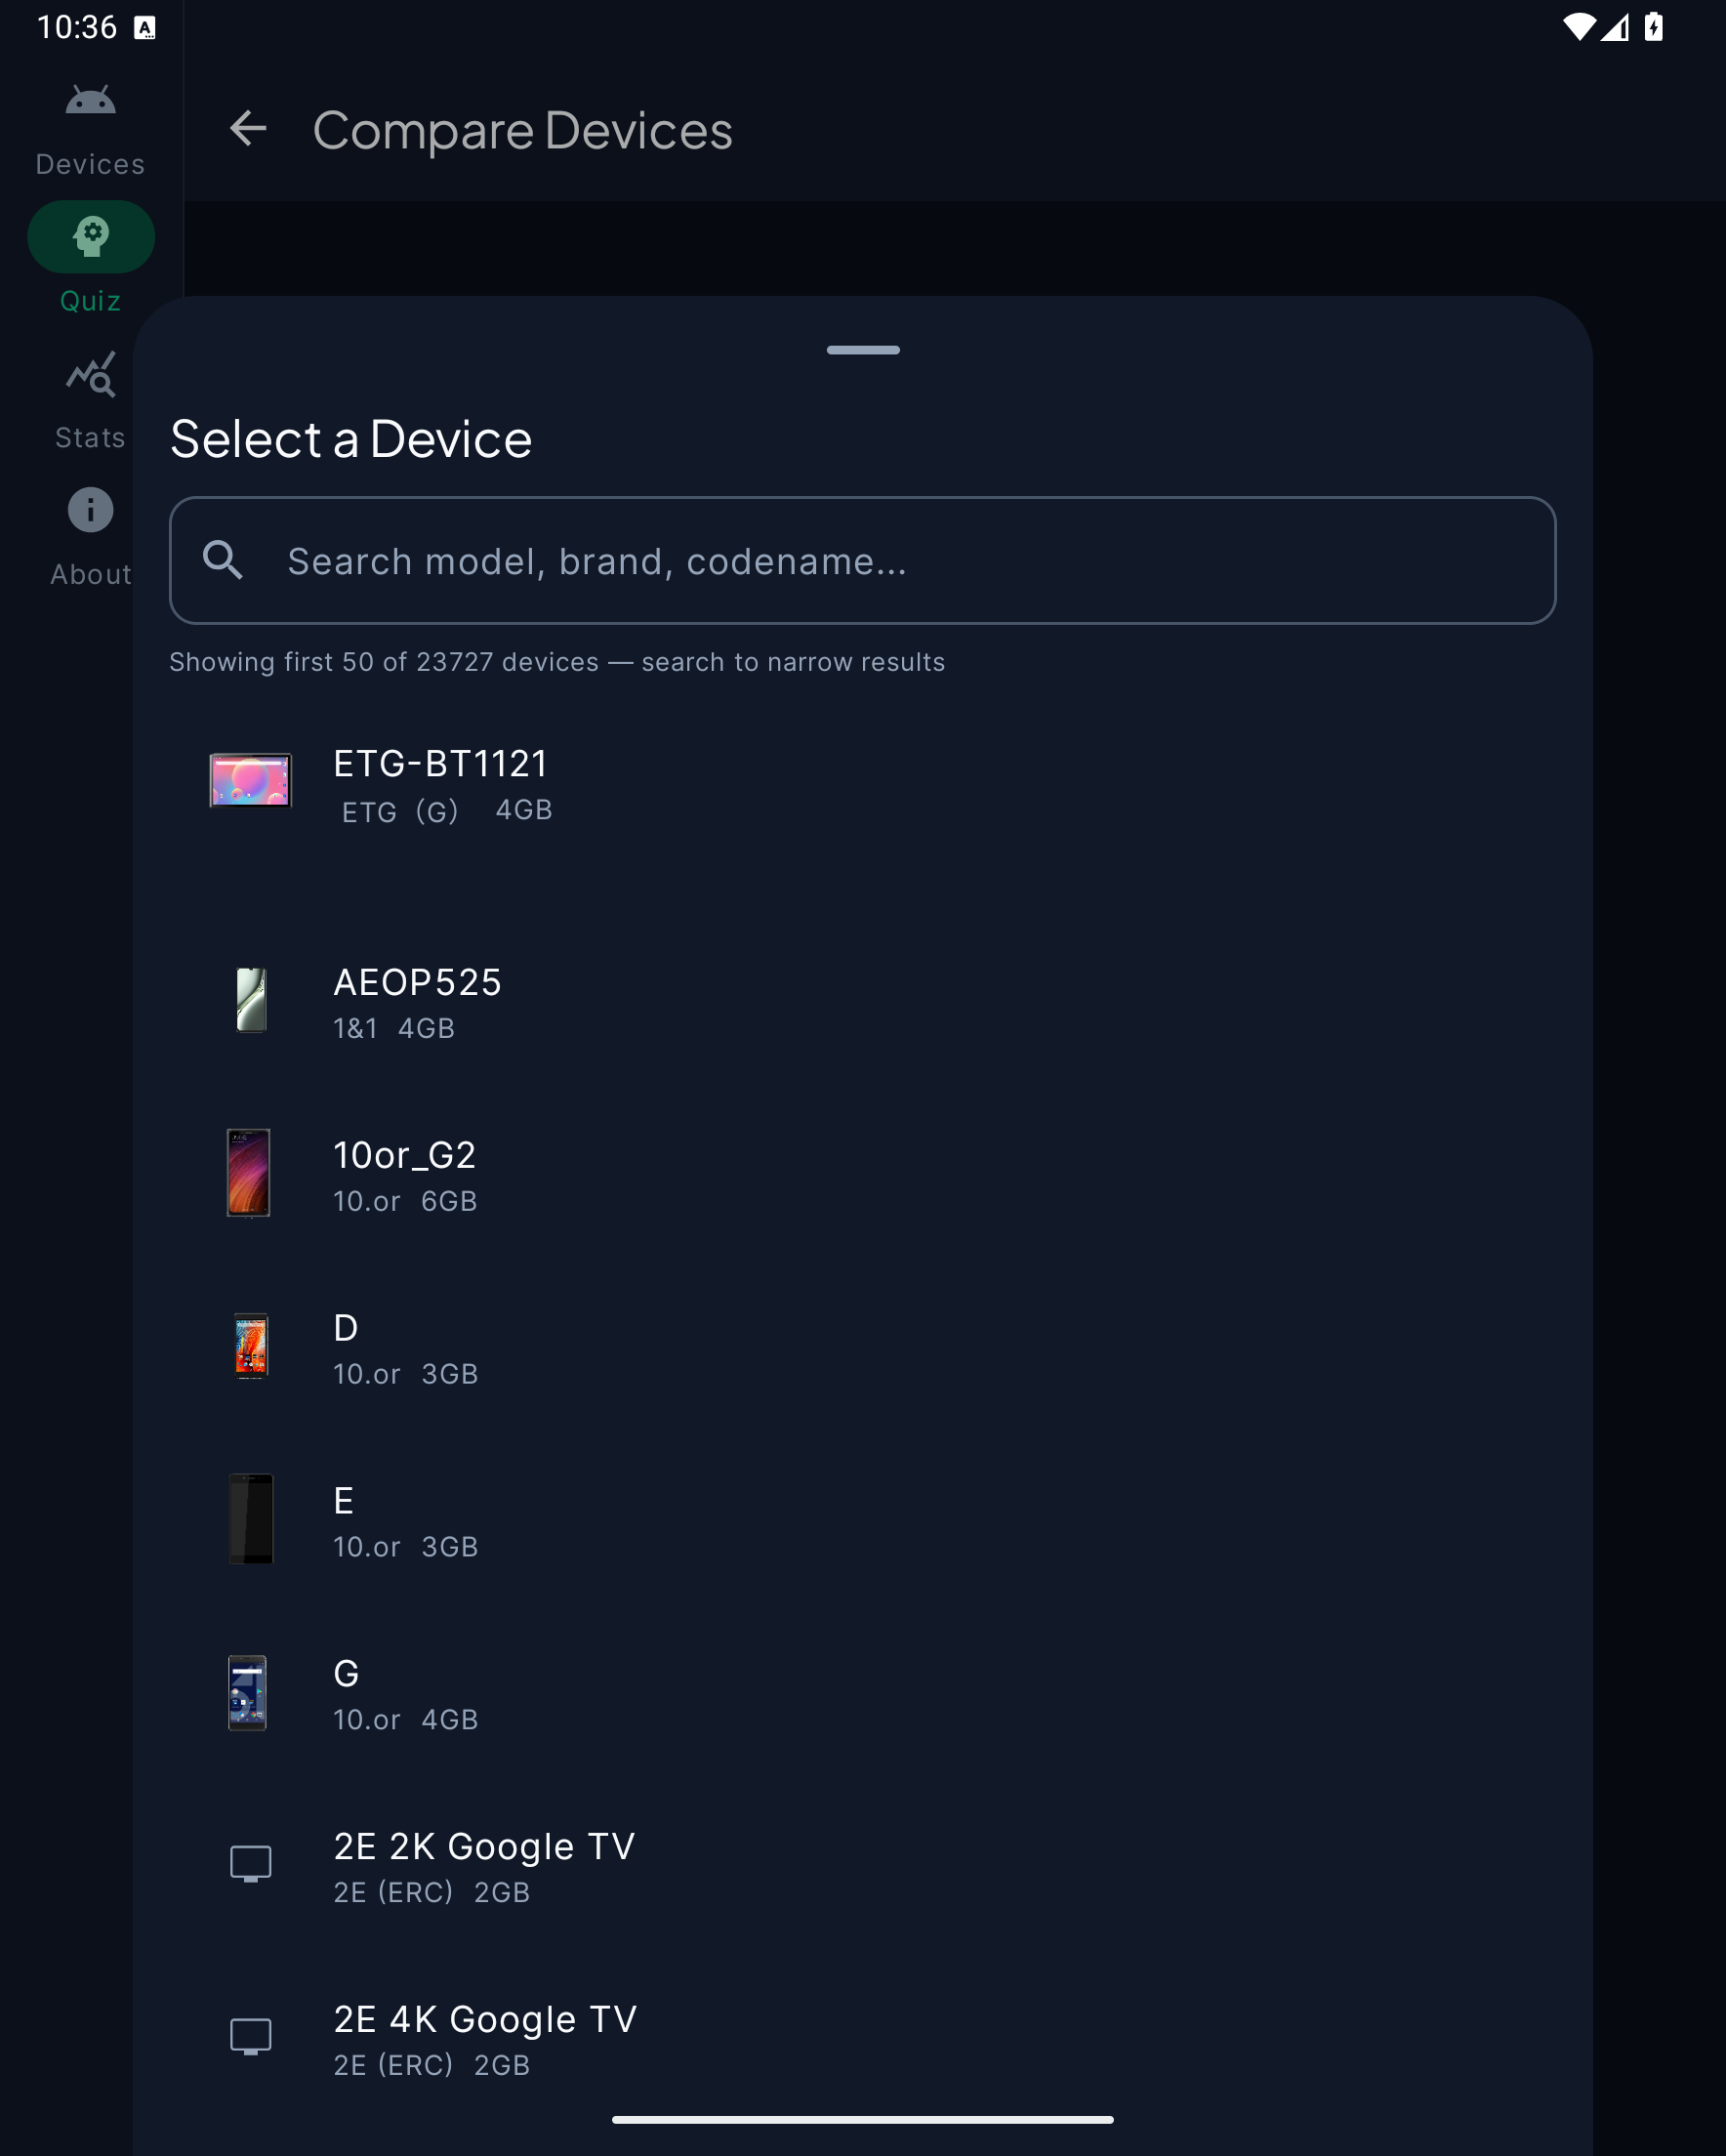 10:36 A
Compare Devices
Devices
Quiz
Stats
About
Select a Device
Search model, brand, codename...
Showing first 50 of 23727 devices — search to narrow results
ETG-BT1121
ETG（G） 4GB
AEOP525
1&1 4GB
10or_G2
10.or 6GB
D
10.or 3GB
E
10.or 3GB
G
10.or 4GB
2E 2K Google TV
2E (ERC) 2GB
2E 4K Google TV
2E (ERC) 2GB